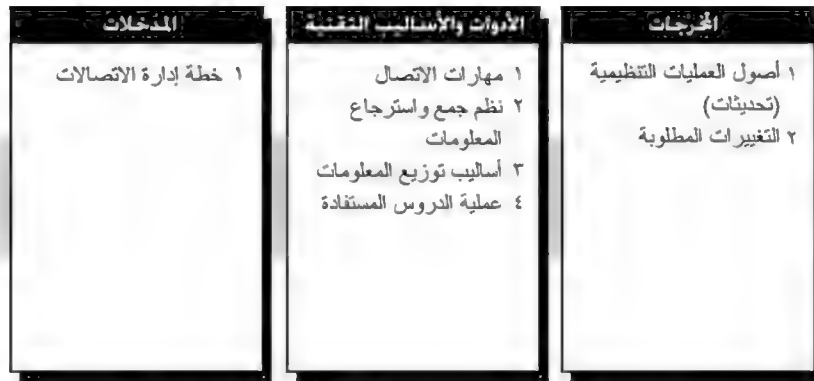 المدخلات
١ خطة إدارة الاتصالات
الأدوات والأساليب التقنية
١ مهارات الاتصال
٢ نظم جمع واسترجاع
المعلومات
٣ أساليب توزيع المعلومات
٤ عملية الدروس المستفادة
المخرجات
١ أصول العمليات التنظيمية
(تحديثات)
٢ التغييرات المطلوبة